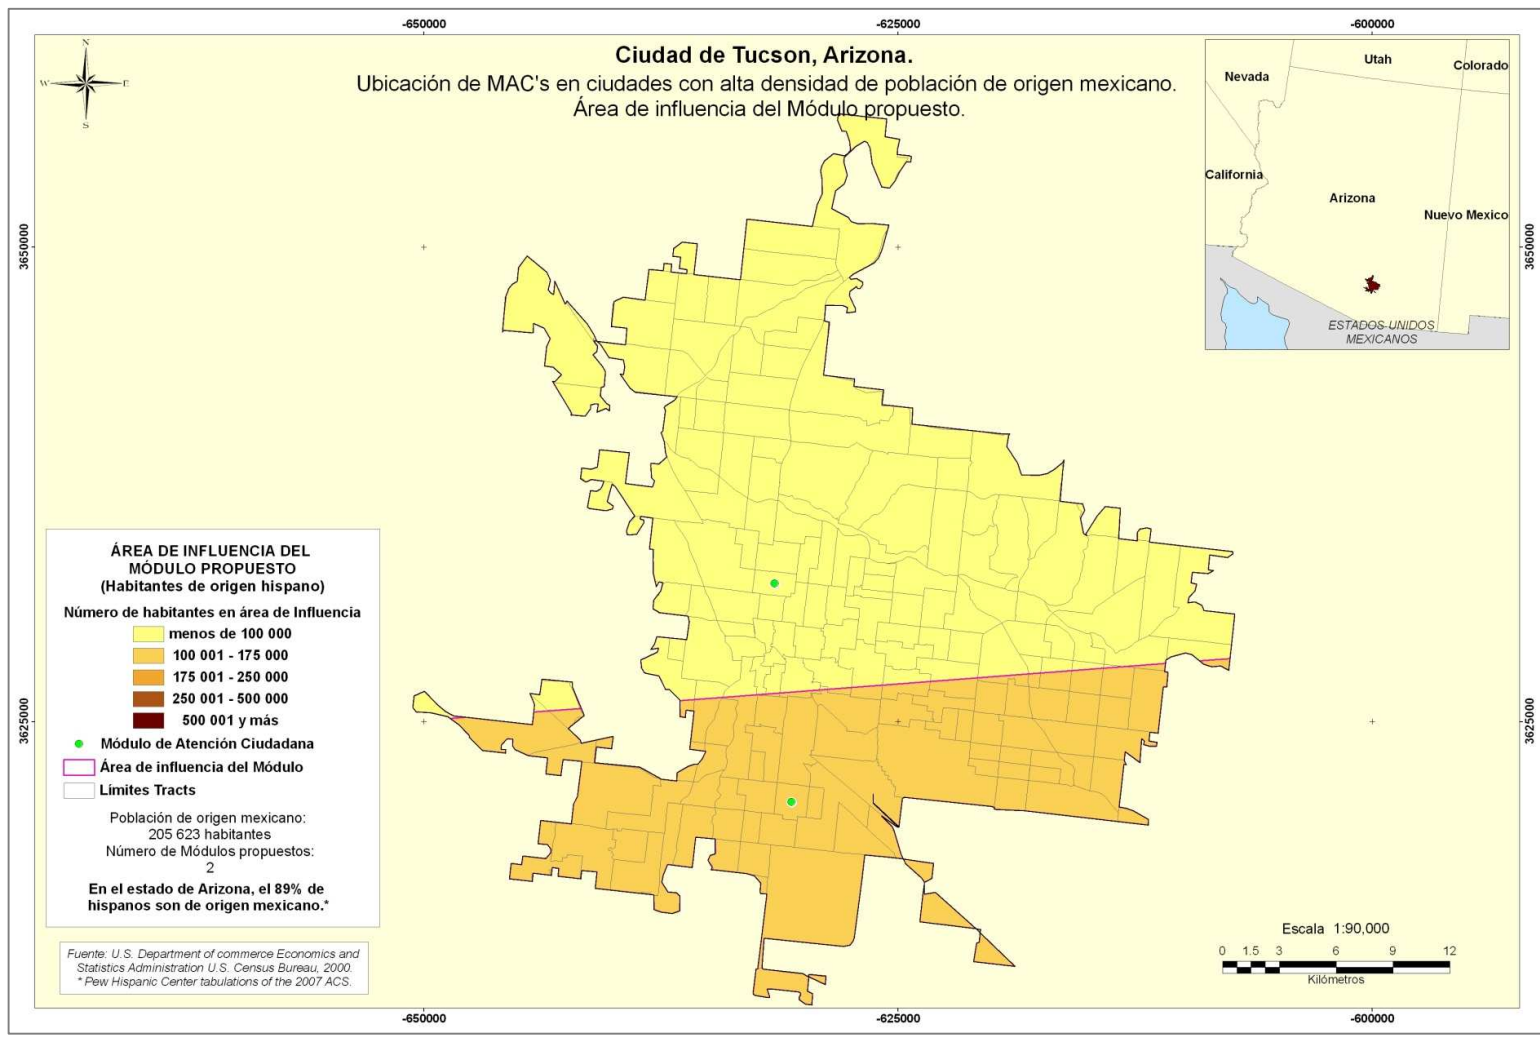 -650000
-625000
-600000
Ciudad de Tucson, Arizona.
Ubicación de MAC's en ciudades con alta densidad de población de origen mexicano.
Área de influencia del Módulo propuesto.
N
W
E
S
Nevada
Utah
Colorado
California
Arizona
Nuevo Mexico
ESTADOS UNIDOS
MEXICANOS
3650000
3650000
3625000
3625000
ÁREA DE INFLUENCIA DEL
MÓDULO PROPUESTO
(Habitantes de origen hispano)
Número de habitantes en área de Influencia
menos de 100 000
100 001 - 175 000
175 001 - 250 000
250 001 - 500 000
500 001 y más
Módulo de Atención Ciudadana
Área de influencia del Módulo
Límites Tracts
Población de origen mexicano:
205 623 habitantes
Número de Módulos propuestos:
2
En el estado de Arizona, el 89% de
hispanos son de origen mexicano.*
Fuente: U.S. Department of commerce Economics and
Statistics Administration U.S. Census Bureau, 2000.
* Pew Hispanic Center tabulations of the 2007 ACS.
Escala 1:90,000
0 1.5 3 6 9 12
Kilómetros
-650000
-625000
-600000